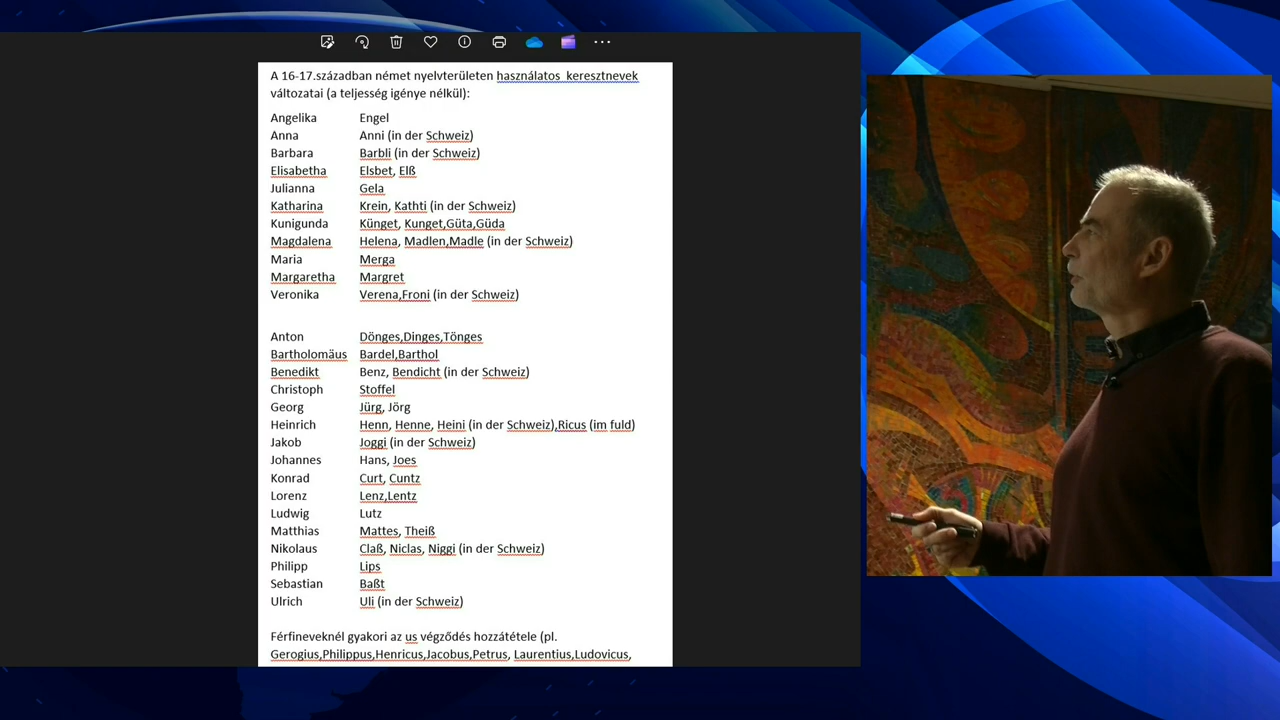 A 16-17.században német nyelvterületen használatos keresztnevek
változatai (a teljesség igénye nélkül):
Angelika Engel
Anna Anni (in der Schweiz)
Barbara Barbli (in der Schweiz)
Elisabetha Elsbet, Elß
Julianna Gela
Katharina Krein, Kathti (in der Schweiz)
Kunigunda Künget, Kunget,Güta,Güda
Magdalena Helena, Madlen,Madle (in der Schweiz)
Maria Merga
Margaretha Margret
Veronika Verena,Froni (in der Schweiz)
Anton Dönges,Dinges,Tönges
Bartholomäus Bardel,Barthol
Benedikt Benz, Bendicht (in der Schweiz)
Christoph Stoffel
Georg Jürg, Jörg
Heinrich Henn, Henne, Heini (in der Schweiz),Ricus (im fuld)
Jakob Joggi (in der Schweiz)
Johannes Hans, Joes
Konrad Curt, Cuntz
Lorenz Lenz,Lentz
Ludwig Lutz
Matthias Mattes, Theiß
Nikolaus Claß, Niclas, Niggi (in der Schweiz)
Philipp Lips
Sebastian Baßt
Ulrich Uli (in der Schweiz)
Férfineveknél gyakori az us végződés hozzátétele (pl.
Gerogius,Philippus,Henricus,Jacobus,Petrus, Laurentius,Ludovicus,